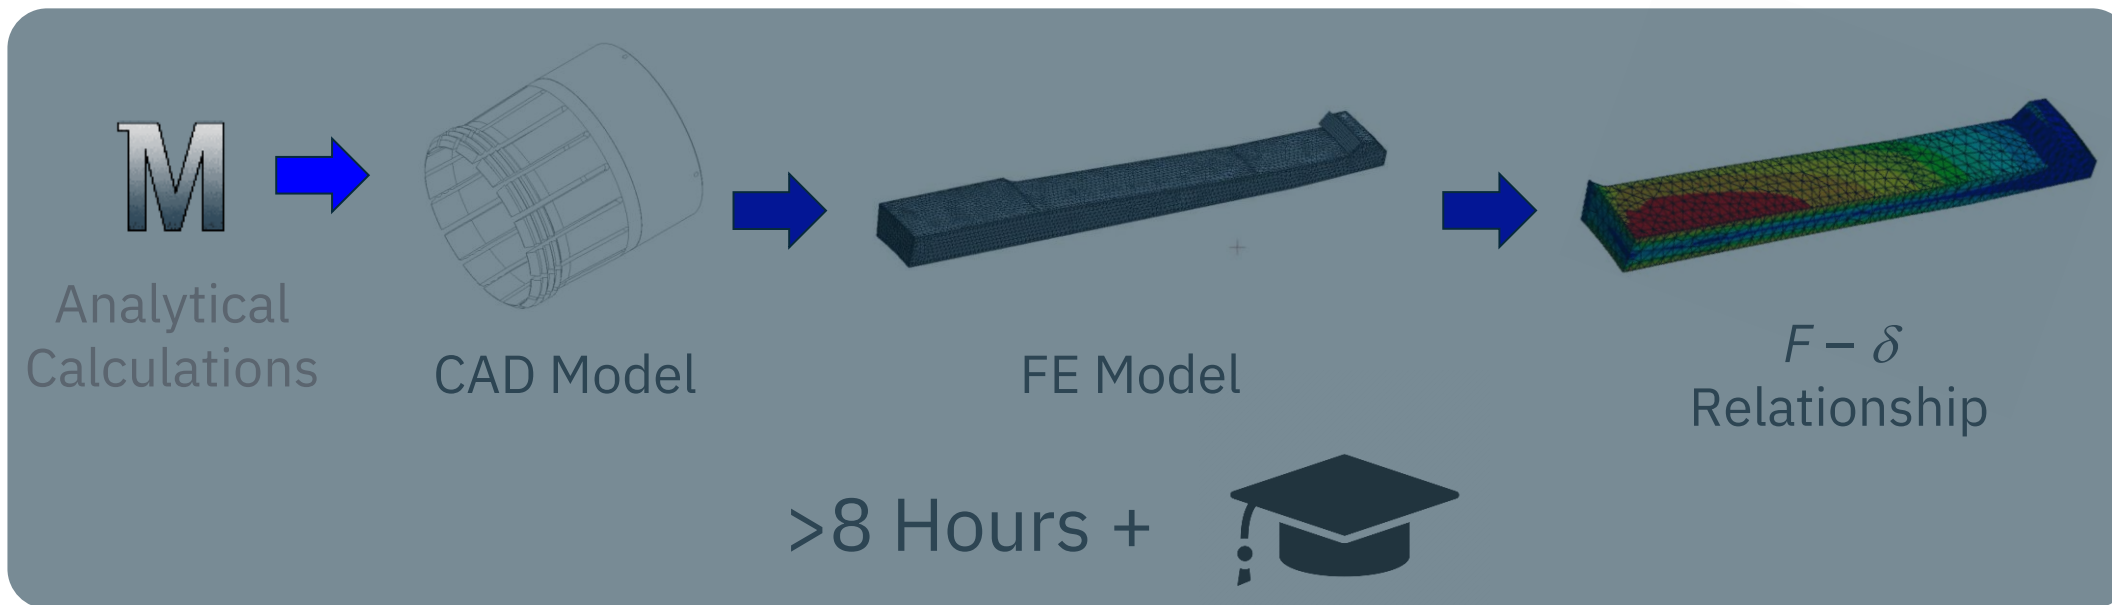 M
Analytical
Calculations
CAD Model
FE Model
F – δ
Relationship
>8 Hours +